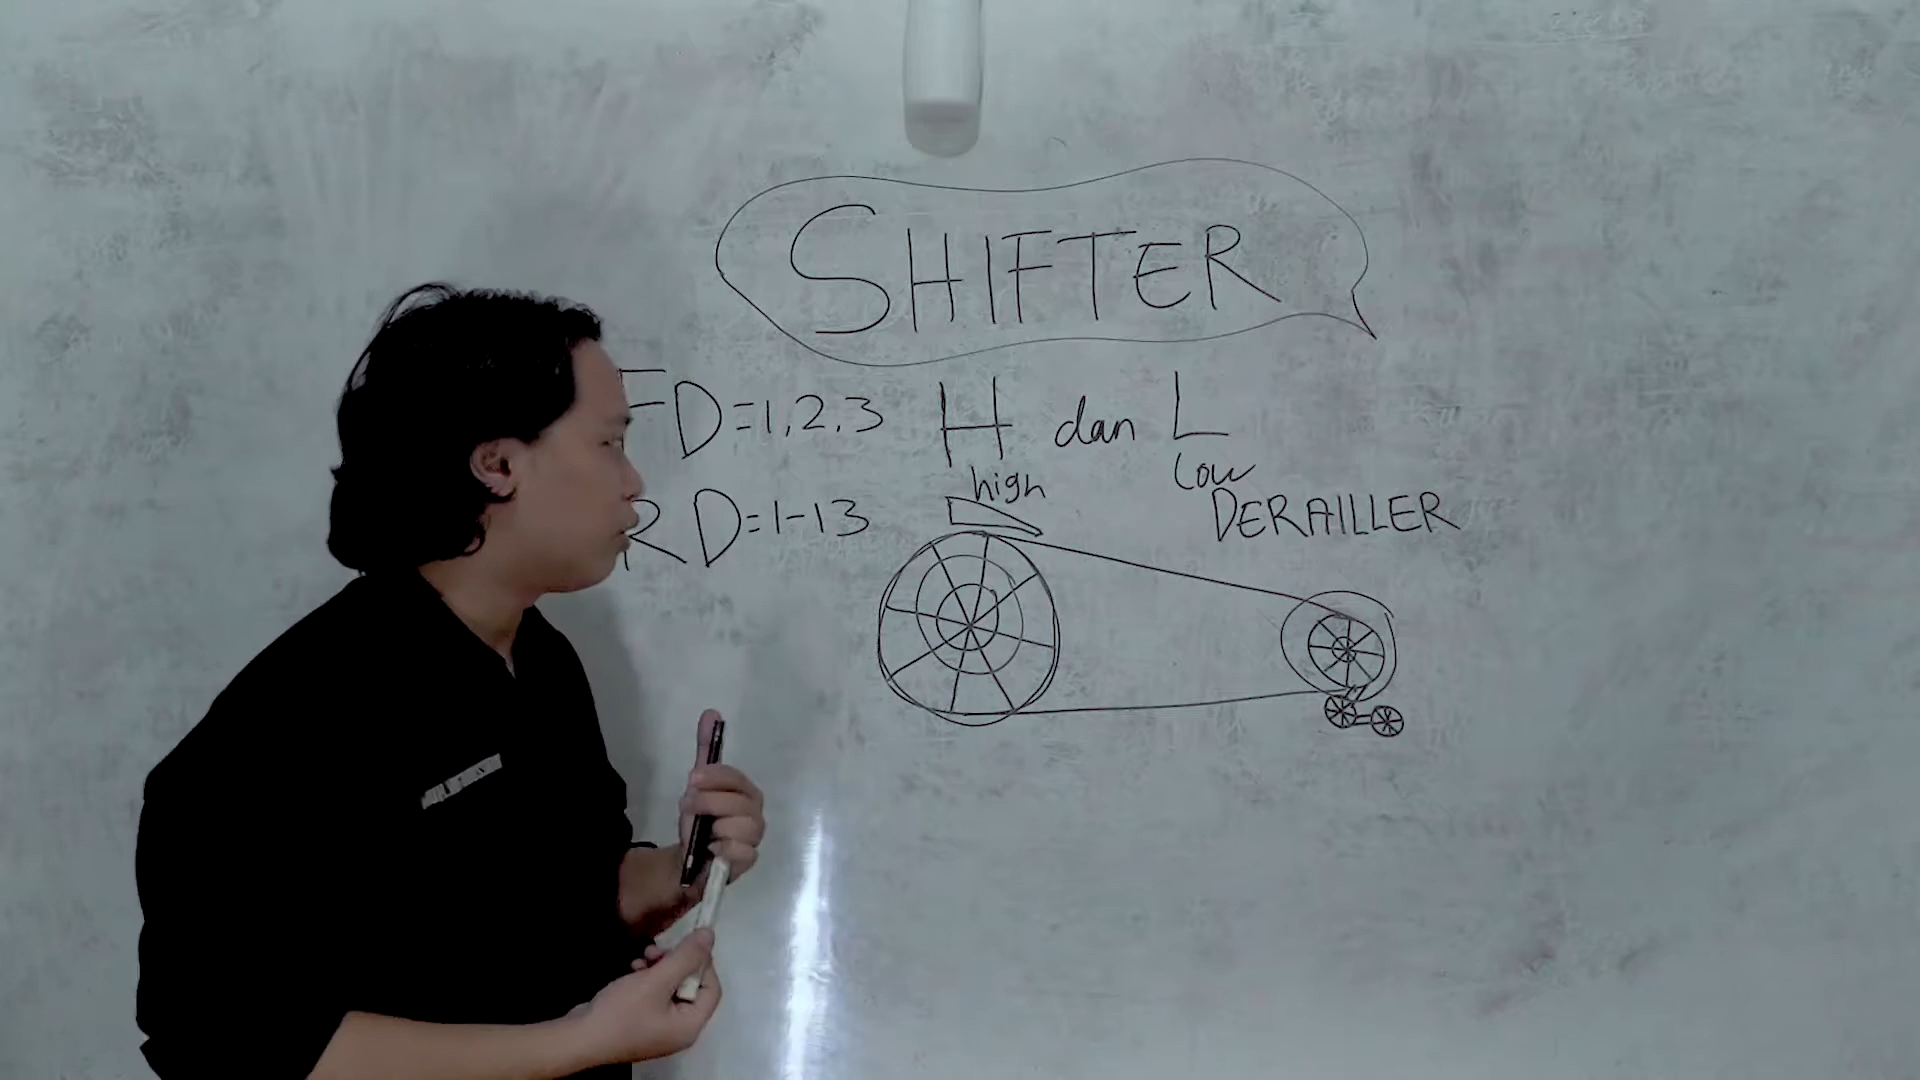 SHIFTER
FD=1,2,3 H dan L
high low
RD=1-13 DERAILLER